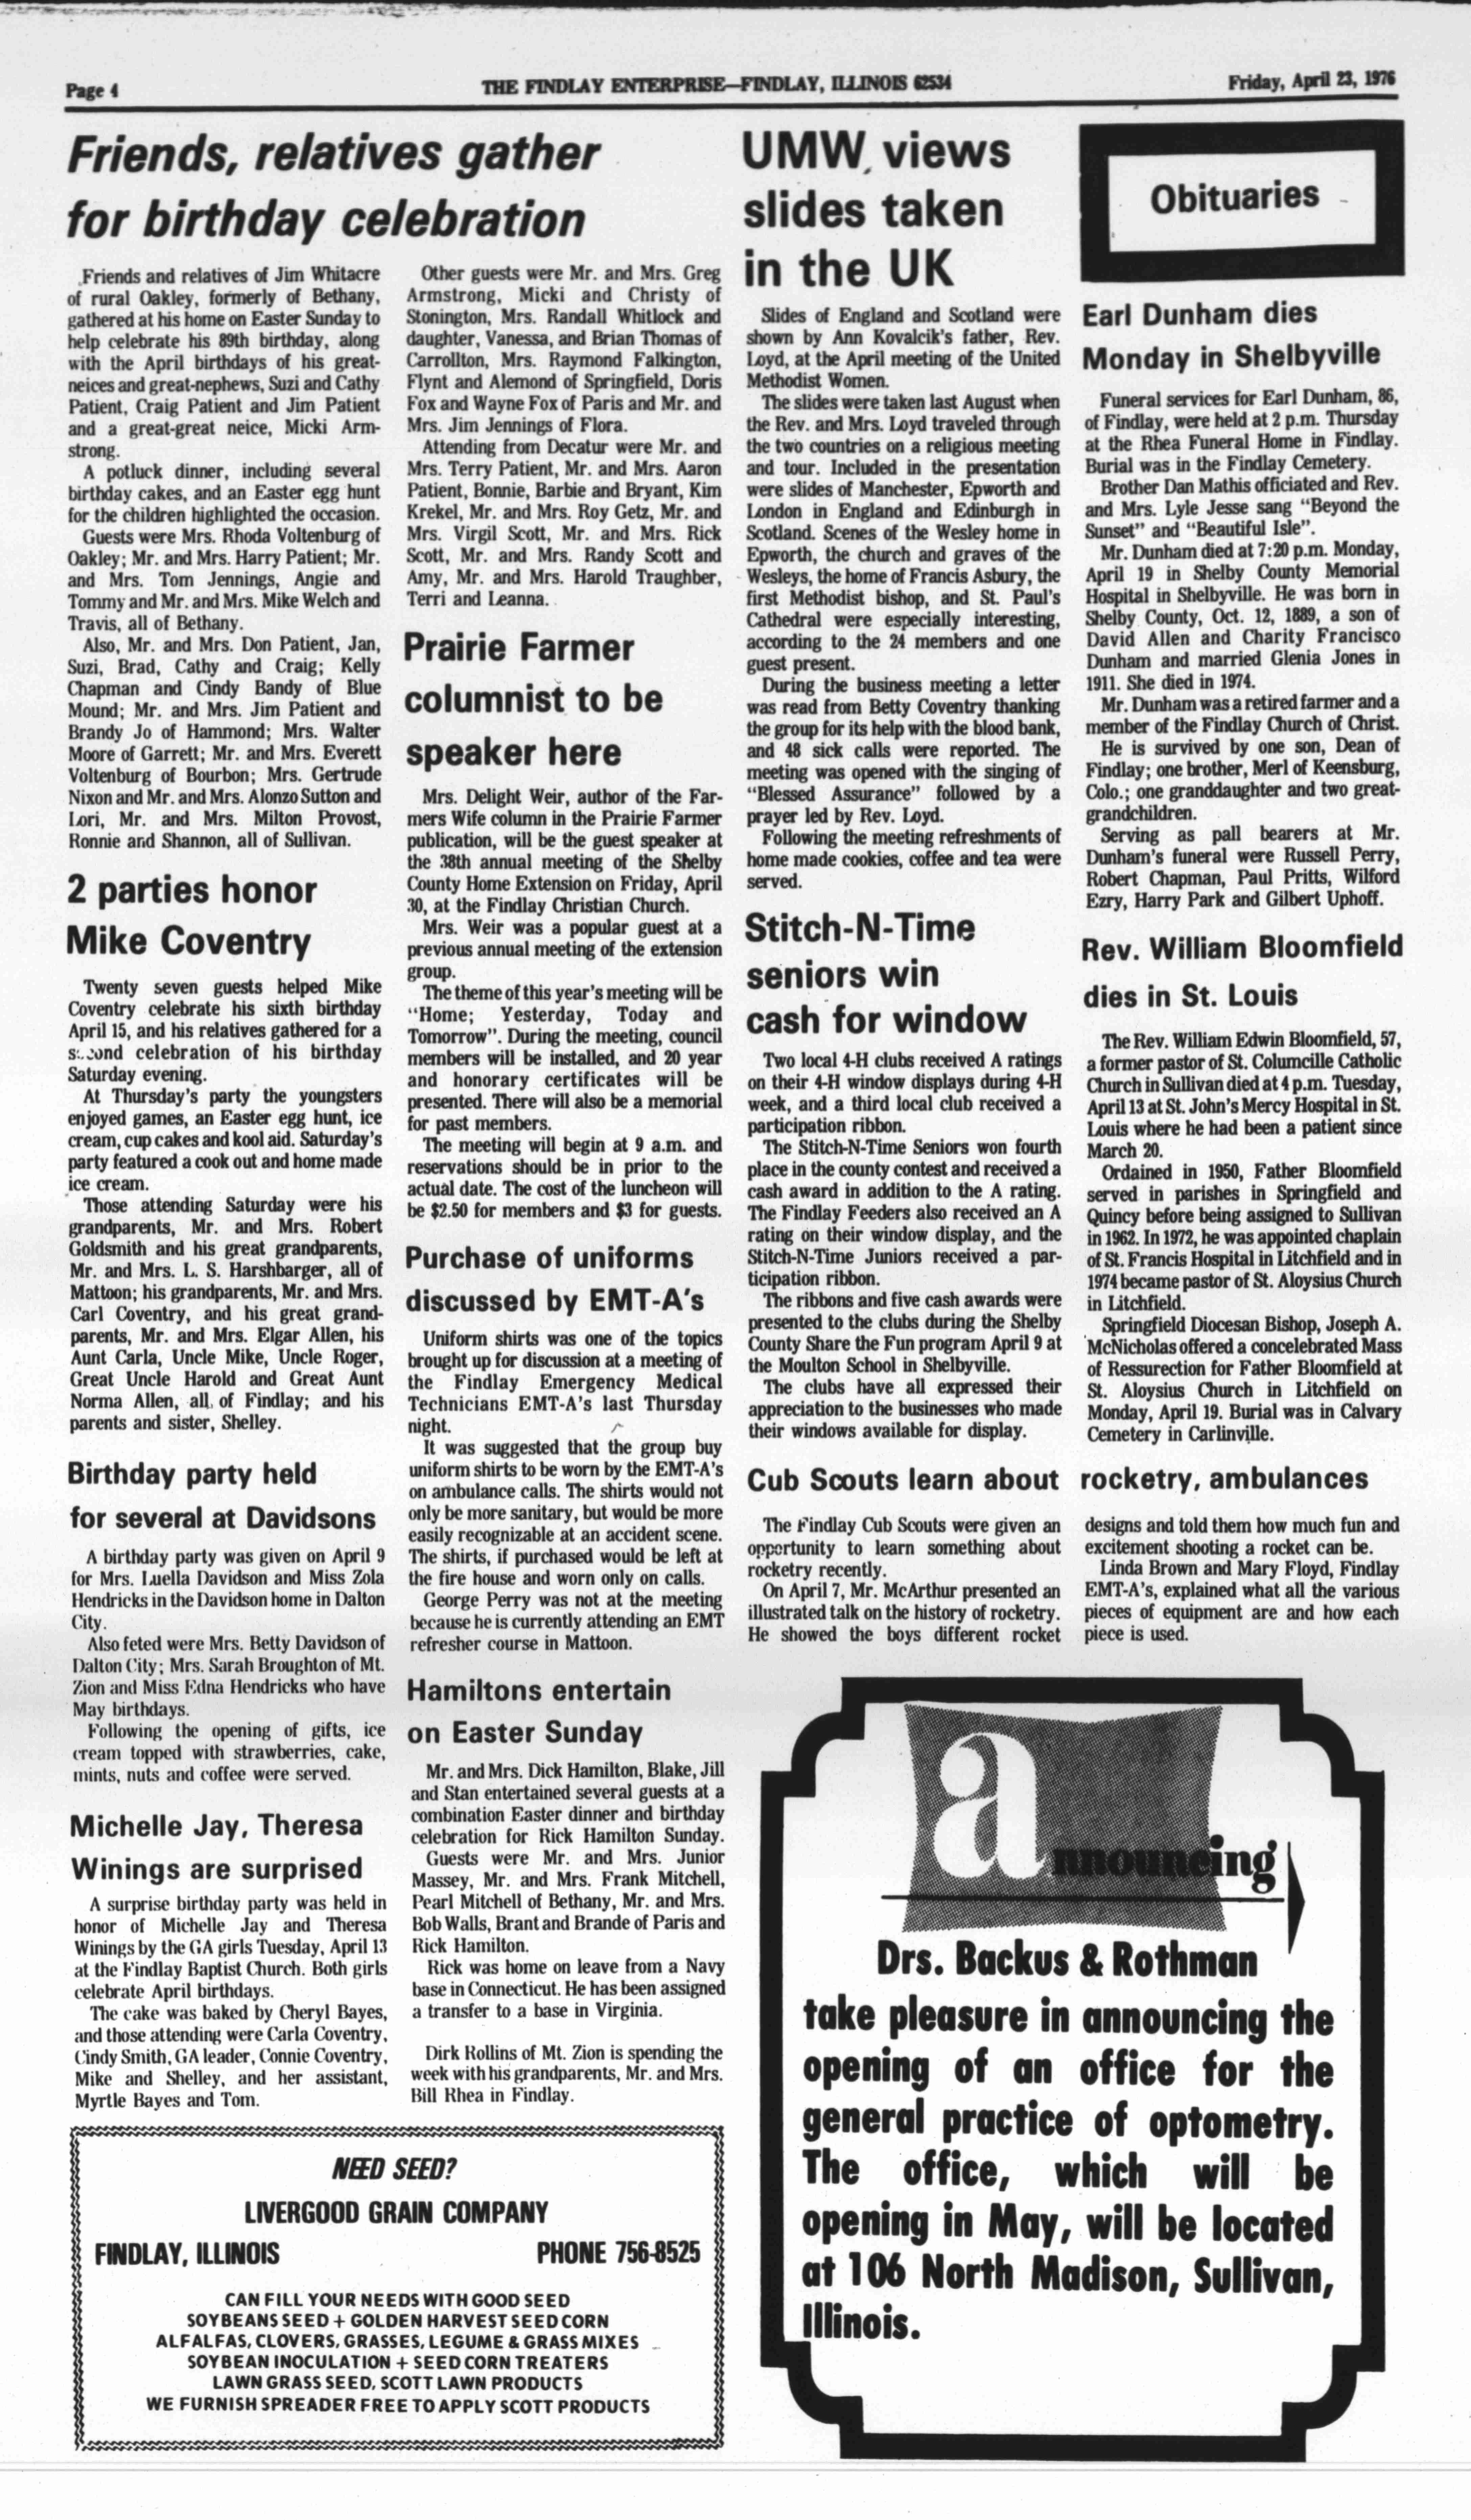 Page 4
THE FINDLAY ENTERPRISE—FINDLAY, ILLINOIS 62534
Friday, April 23, 1976
Friends, relatives gather
for birthday celebration
Friends and relatives of Jim Whitacre
of rural Oakley, formerly of Bethany,
gathered at his home on Easter Sunday to
help celebrate his 89th birthday, along
with the April birthdays of his great-
neices and great-nephews, Suzi and Cathy
Patient, Craig Patient and Jim Patient
and a great-great neice, Micki Arm-
strong.
A potluck dinner, including several
birthday cakes, and an Easter egg hunt
for the children highlighted the occasion.
Guests were Mrs. Rhoda Voltenburg of
Oakley; Mr. and Mrs. Harry Patient; Mr.
and Mrs. Tom Jennings, Angie and
Tommy and Mr. and Mrs. Mike Welch and
Travis, all of Bethany.
Also, Mr. and Mrs. Don Patient, Jan,
Suzi, Brad, Cathy and Craig; Kelly
Chapman and Cindy Bandy of Blue
Mound; Mr. and Mrs. Jim Patient and
Brandy Jo of Hammond; Mrs. Walter
Moore of Garrett; Mr. and Mrs. Everett
Voltenburg of Bourbon; Mrs. Gertrude
Nixon and Mr. and Mrs. Alonzo Sutton and
Lori, Mr. and Mrs. Milton Provost,
Ronnie and Shannon, all of Sullivan.
Other guests were Mr. and Mrs. Greg
Armstrong, Micki and Christy of
Stonington, Mrs. Randall Whitlock and
daughter, Vanessa, and Brian Thomas of
Carrollton, Mrs. Raymond Falkington,
Flynt and Alemond of Springfield, Doris
Fox and Wayne Fox of Paris and Mr. and
Mrs. Jim Jennings of Flora.
Attending from Decatur were Mr. and
Mrs. Terry Patient, Mr. and Mrs. Aaron
Patient, Bonnie, Barbie and Bryant, Kim
Krekel, Mr. and Mrs. Roy Getz, Mr. and
Mrs. Virgil Scott, Mr. and Mrs. Rick
Scott, Mr. and Mrs. Randy Scott and
Amy, Mr. and Mrs. Harold Traughber,
Terri and Leanna.
2 parties honor
Mike Coventry
Twenty seven guests helped Mike
Coventry celebrate his sixth birthday
April 15, and his relatives gathered for a
second celebration of his birthday
Saturday evening.
At Thursday's party the youngsters
enjoyed games, an Easter egg hunt, ice
cream, cup cakes and kool aid. Saturday's
party featured a cook out and home made
ice cream.
Those attending Saturday were his
grandparents, Mr. and Mrs. Robert
Goldsmith and his great grandparents,
Mr. and Mrs. L. S. Harshbarger, all of
Mattoon; his grandparents, Mr. and Mrs.
Carl Coventry, and his great grand-
parents, Mr. and Mrs. Elgar Allen, his
Aunt Carla, Uncle Mike, Uncle Roger,
Great Uncle Harold and Great Aunt
Norma Allen, all of Findlay; and his
parents and sister, Shelley.
Birthday party held
for several at Davidsons
A birthday party was given on April 9
for Mrs. Luella Davidson and Miss Zola
Hendricks in the Davidson home in Dalton
City.
Also feted were Mrs. Betty Davidson of
Dalton City; Mrs. Sarah Broughton of Mt.
Zion and Miss Edna Hendricks who have
May birthdays.
Following the opening of gifts, ice
cream topped with strawberries, cake,
mints, nuts and coffee were served.
Michelle Jay, Theresa
Winings are surprised
A surprise birthday party was held in
honor of Michelle Jay and Theresa
Winings by the GA girls Tuesday, April 13
at the Findlay Baptist Church. Both girls
celebrate April birthdays.
The cake was baked by Cheryl Bayes,
and those attending were Carla Coventry,
Cindy Smith, GA leader, Connie Coventry,
Mike and Shelley, and her assistant,
Myrtle Bayes and Tom.
Prairie Farmer
columnist to be
speaker here
Mrs. Delight Weir, author of the Far-
mers Wife column in the Prairie Farmer
publication, will be the guest speaker at
the 38th annual meeting of the Shelby
County Home Extension on Friday, April
30, at the Findlay Christian Church.
Mrs. Weir was a popular guest at a
previous annual meeting of the extension
group.
The theme of this year's meeting will be
"Home; Yesterday, Today and
Tomorrow". During the meeting, council
members will be installed, and 20 year
and honorary certificates will be
presented. There will also be a memorial
for past members.
The meeting will begin at 9 a.m. and
reservations should be in prior to the
actual date. The cost of the luncheon will
be $2.50 for members and $3 for guests.
Purchase of uniforms
discussed by EMT-A's
Uniform shirts was one of the topics
brought up for discussion at a meeting of
the Findlay Emergency Medical
Technicians EMT-A's last Thursday
night.
It was suggested that the group buy
uniform shirts to be worn by the EMT-A's
on ambulance calls. The shirts would not
only be more sanitary, but would be more
easily recognizable at an accident scene.
The shirts, if purchased would be left at
the fire house and worn only on calls.
George Perry was not at the meeting
because he is currently attending an EMT
refresher course in Mattoon.
Hamiltons entertain
on Easter Sunday
Mr. and Mrs. Dick Hamilton, Blake, Jill
and Stan entertained several guests at a
combination Easter dinner and birthday
celebration for Rick Hamilton Sunday.
Guests were Mr. and Mrs. Junior
Massey, Mr. and Mrs. Frank Mitchell,
Pearl Mitchell of Bethany, Mr. and Mrs.
Bob Walls, Brant and Brande of Paris and
Rick Hamilton.
Rick was home on leave from a Navy
base in Connecticut. He has been assigned
a transfer to a base in Virginia.
Dirk Rollins of Mt. Zion is spending the
week with his grandparents, Mr. and Mrs.
Bill Rhea in Findlay.
UMW views
slides taken
in the UK
Slides of England and Scotland were
shown by Ann Kovalcik's father, Rev.
Loyd, at the April meeting of the United
Methodist Women.
The slides were taken last August when
the Rev. and Mrs. Loyd traveled through
the two countries on a religious meeting
and tour. Included in the presentation
were slides of Manchester, Epworth and
London in England and Edinburgh in
Scotland. Scenes of the Wesley home in
Epworth, the church and graves of the
Wesleys, the home of Francis Asbury, the
first Methodist bishop, and St. Paul's
Cathedral were especially interesting,
according to the 24 members and one
guest present.
During the business meeting a letter
was read from Betty Coventry thanking
the group for its help with the blood bank,
and 48 sick calls were reported. The
meeting was opened with the singing of
"Blessed Assurance" followed by a
prayer led by Rev. Loyd.
Following the meeting refreshments of
home made cookies, coffee and tea were
served.
Stitch-N-Time
seniors win
cash for window
Two local 4-H clubs received A ratings
on their 4-H window displays during 4-H
week, and a third local club received a
participation ribbon.
The Stitch-N-Time Seniors won fourth
place in the county contest and received a
cash award in addition to the A rating.
The Findlay Feeders also received an A
rating on their window display, and the
Stitch-N-Time Juniors received a par-
ticipation ribbon.
The ribbons and five cash awards were
presented to the clubs during the Shelby
County Share the Fun program April 9 at
the Moulton School in Shelbyville.
The clubs have all expressed their
appreciation to the businesses who made
their windows available for display.
Obituaries
Earl Dunham dies
Monday in Shelbyville
Funeral services for Earl Dunham, 86,
of Findlay, were held at 2 p.m. Thursday
at the Rhea Funeral Home in Findlay.
Burial was in the Findlay Cemetery.
Brother Dan Mathis officiated and Rev.
and Mrs. Lyle Jesse sang "Beyond the
Sunset" and "Beautiful Isle".
Mr. Dunham died at 7:20 p.m. Monday,
April 19 in Shelby County Memorial
Hospital in Shelbyville. He was born in
Shelby County, Oct. 12, 1889, a son of
David Allen and Charity Francisco
Dunham and married Glenia Jones in
1911. She died in 1974.
Mr. Dunham was a retired farmer and a
member of the Findlay Church of Christ.
He is survived by one son, Dean of
Findlay; one brother, Merl of Keensburg,
Colo.; one granddaughter and two great-
grandchildren.
Serving as pall bearers at Mr.
Dunham's funeral were Russell Perry,
Robert Chapman, Paul Pritts, Wilford
Ezry, Harry Park and Gilbert Uphoff.
Rev. William Bloomfield
dies in St. Louis
The Rev. William Edwin Bloomfield, 57,
a former pastor of St. Columcille Catholic
Church in Sullivan died at 4 p.m. Tuesday,
April 13 at St. John's Mercy Hospital in St.
Louis where he had been a patient since
March 20.
Ordained in 1950, Father Bloomfield
served in parishes in Springfield and
Quincy before being assigned to Sullivan
in 1962. In 1972, he was appointed chaplain
of St. Francis Hospital in Litchfield and in
1974 became pastor of St. Aloysius Church
in Litchfield.
Springfield Diocesan Bishop, Joseph A.
McNicholas offered a concelebrated Mass
of Ressurection for Father Bloomfield at
St. Aloysius Church in Litchfield on
Monday, April 19. Burial was in Calvary
Cemetery in Carlinville.
Cub Scouts learn about rocketry, ambulances
The Findlay Cub Scouts were given an
opportunity to learn something about
rocketry recently.
On April 7, Mr. McArthur presented an
illustrated talk on the history of rocketry.
He showed the boys different rocket
designs and told them how much fun and
excitement shooting a rocket can be.
Linda Brown and Mary Floyd, Findlay
EMT-A's, explained what all the various
pieces of equipment are and how each
piece is used.
NEED SEED?
LIVERGOOD GRAIN COMPANY
FINDLAY, ILLINOIS PHONE 756-8525
CAN FILL YOUR NEEDS WITH GOOD SEED
SOYBEANS SEED + GOLDEN HARVEST SEED CORN
ALFALFAS, CLOVERS, GRASSES, LEGUME & GRASS MIXES
SOYBEAN INOCULATION + SEED CORN TREATERS
LAWN GRASS SEED, SCOTT LAWN PRODUCTS
WE FURNISH SPREADER FREE TO APPLY SCOTT PRODUCTS
announcing
Drs. Backus & Rothman
take pleasure in announcing the
opening of an office for the
general practice of optometry.
The office, which will be
opening in May, will be located
at 106 North Madison, Sullivan,
Illinois.